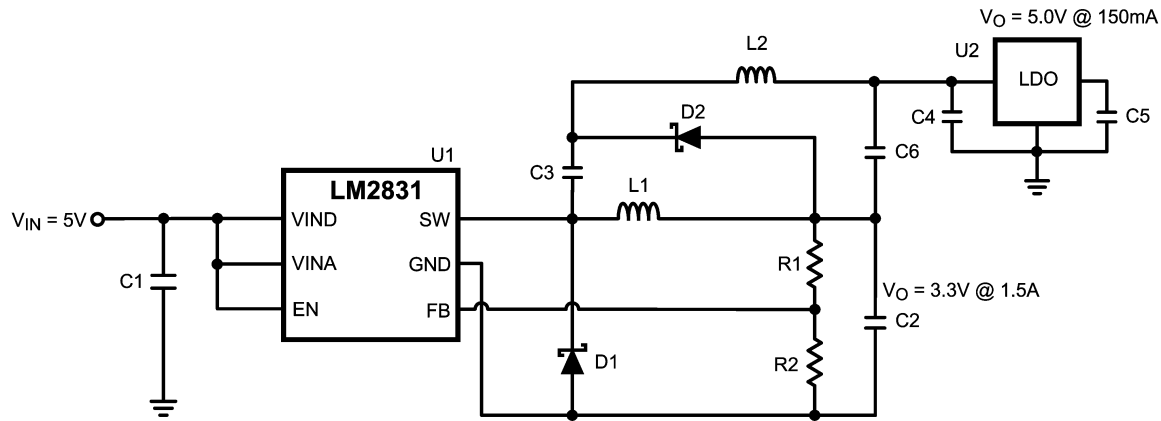 V_O = 5.0V @ 150mA
L2
U2
LDO
D2
C4
C5
U1
C6
C3
LM2831
L1
V_IN = 5V
VIND
SW
VINA
GND
R1
C1
V_O = 3.3V @ 1.5A
EN
FB
C2
D1
R2